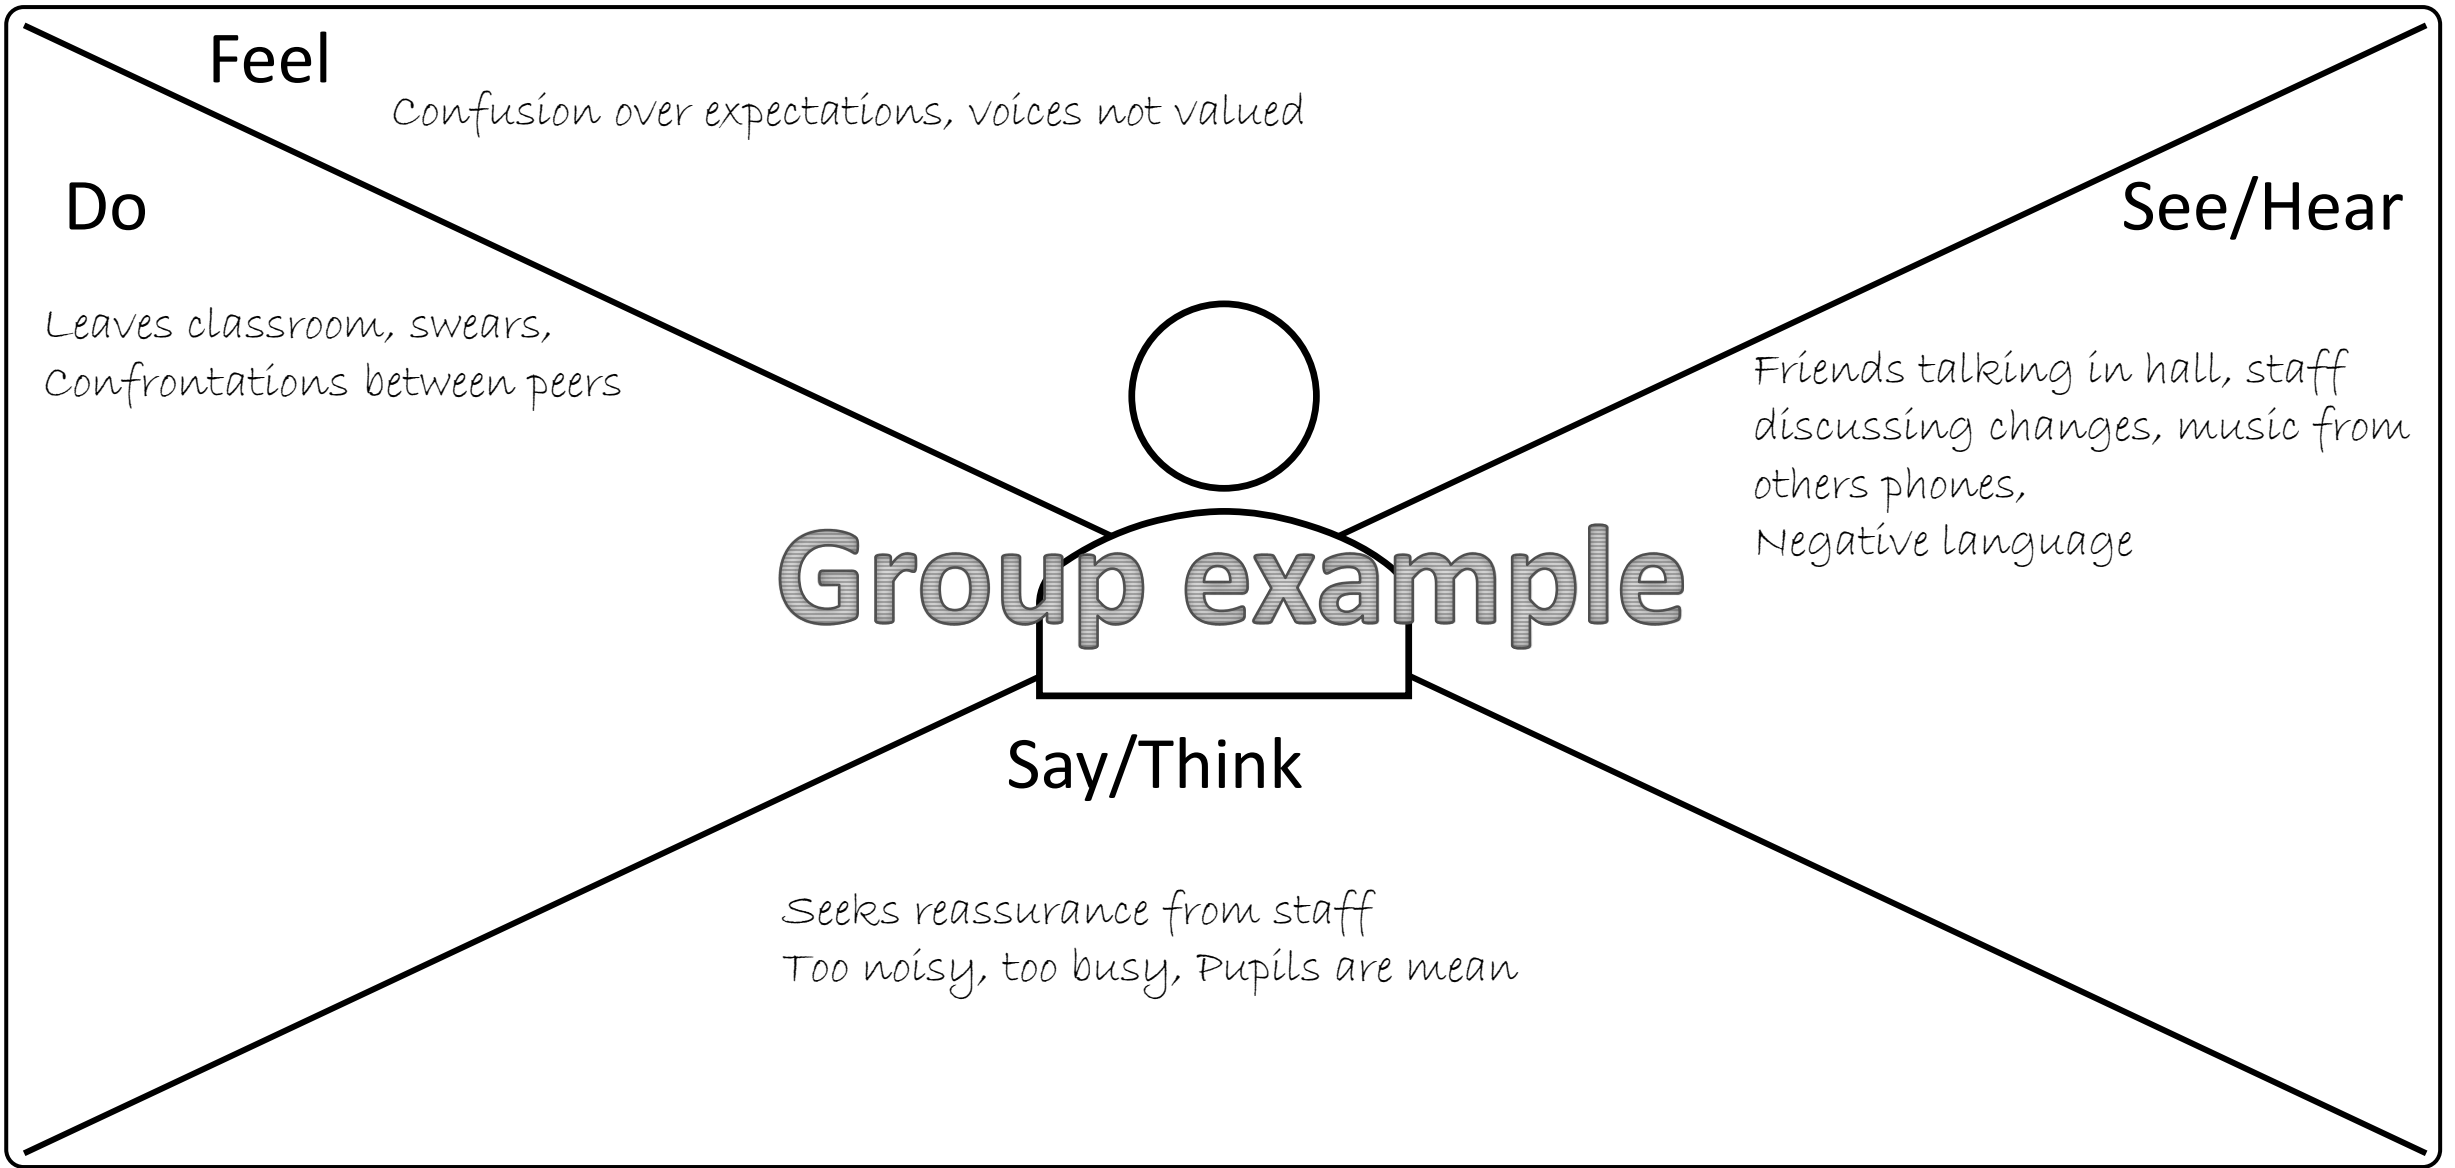 Feel
Confusion over expectations, voices not valued
Do
Leaves classroom, swears,
Confrontations between peers
See/Hear
Friends talking in hall, staff
discussing changes, music from
others phones,
Negative language
Group example
Say/Think
Seeks reassurance from staff
Too noisy, too busy, Pupils are mean